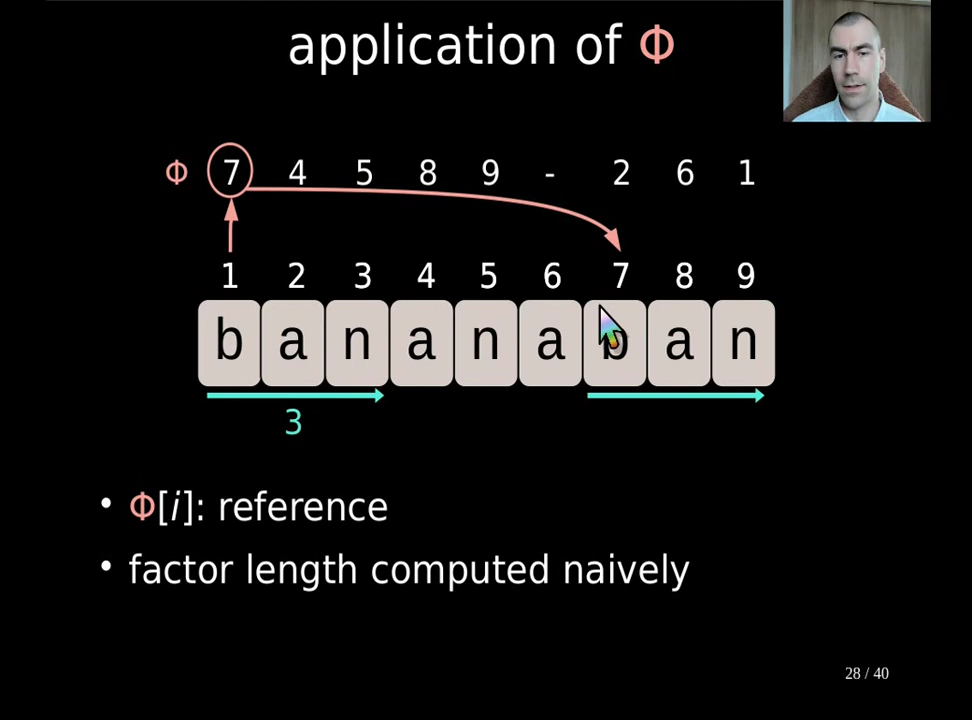 application of Φ
Φ 7 4 5 8 9 - 2 6 1
1 2 3 4 5 6 7 8 9
b a n a n a b a n
3
• Φ[i]: reference
• factor length computed naively
28 / 40